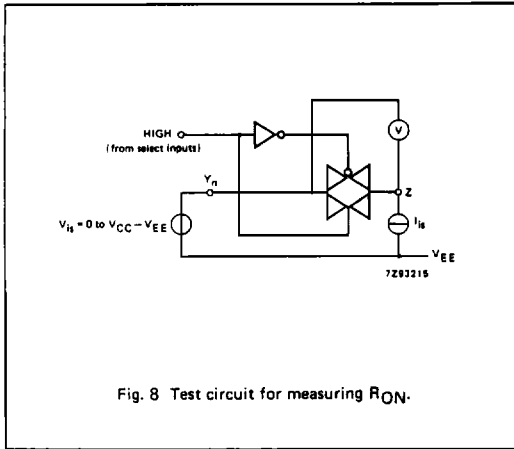 HIGH
(from select inputs)
V
Yn
Z
Vis = 0 to VCC – VEE
Iis
VEE
7Z93215
Fig. 8 Test circuit for measuring RON.